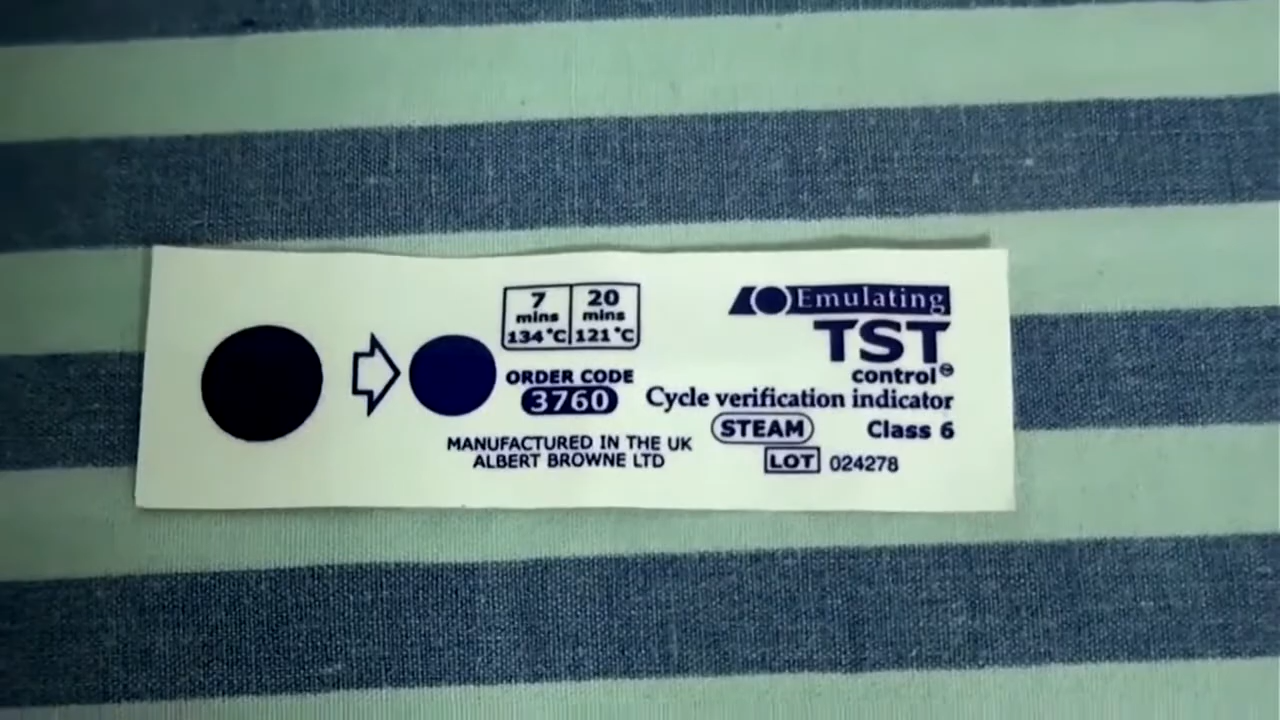 7 mins 134°C
20 mins 121°C
ORDER CODE
3760
MANUFACTURED IN THE UK
ALBERT BROWNE LTD
Emulating
TST
control®
Cycle verification indicator
STEAM Class 6
LOT 024278